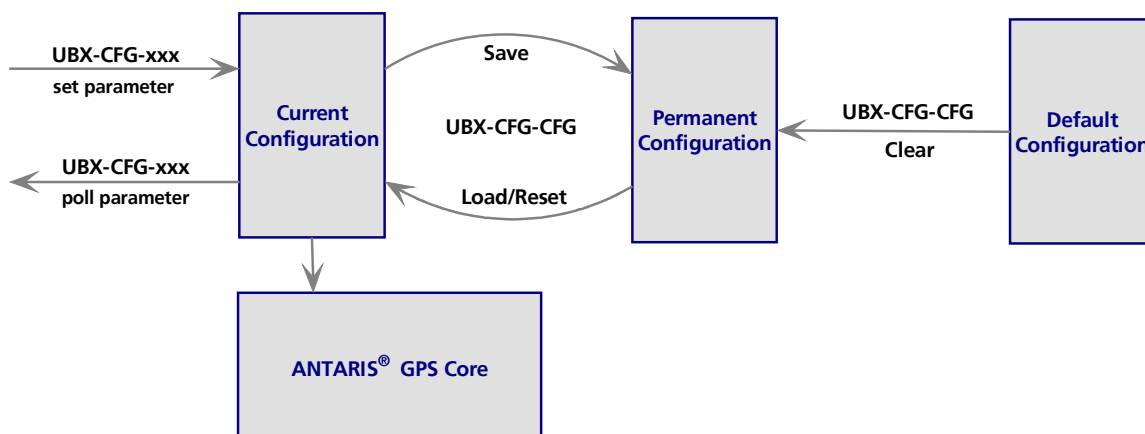 UBX-CFG-xxx
set parameter
UBX-CFG-xxx
poll parameter
Current
Configuration
Save
UBX-CFG-CFG
Load/Reset
Permanent
Configuration
UBX-CFG-CFG
Clear
Default
Configuration
ANTARIS® GPS Core